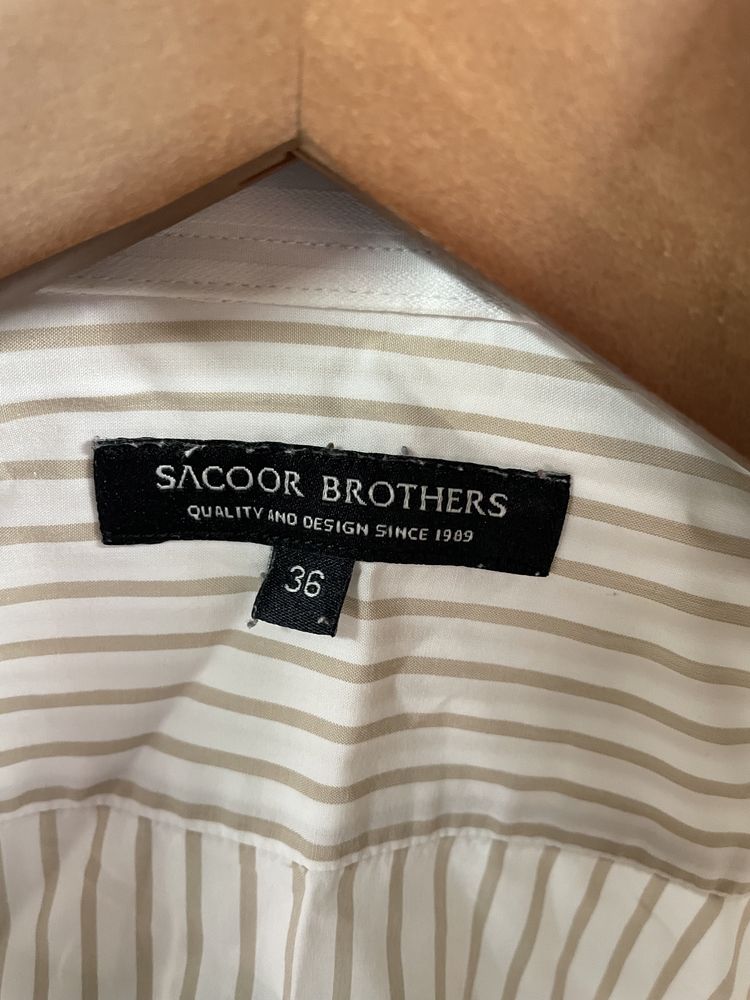 SACOOR BROTHERS
QUALITY AND DESIGN SINCE 1989
36